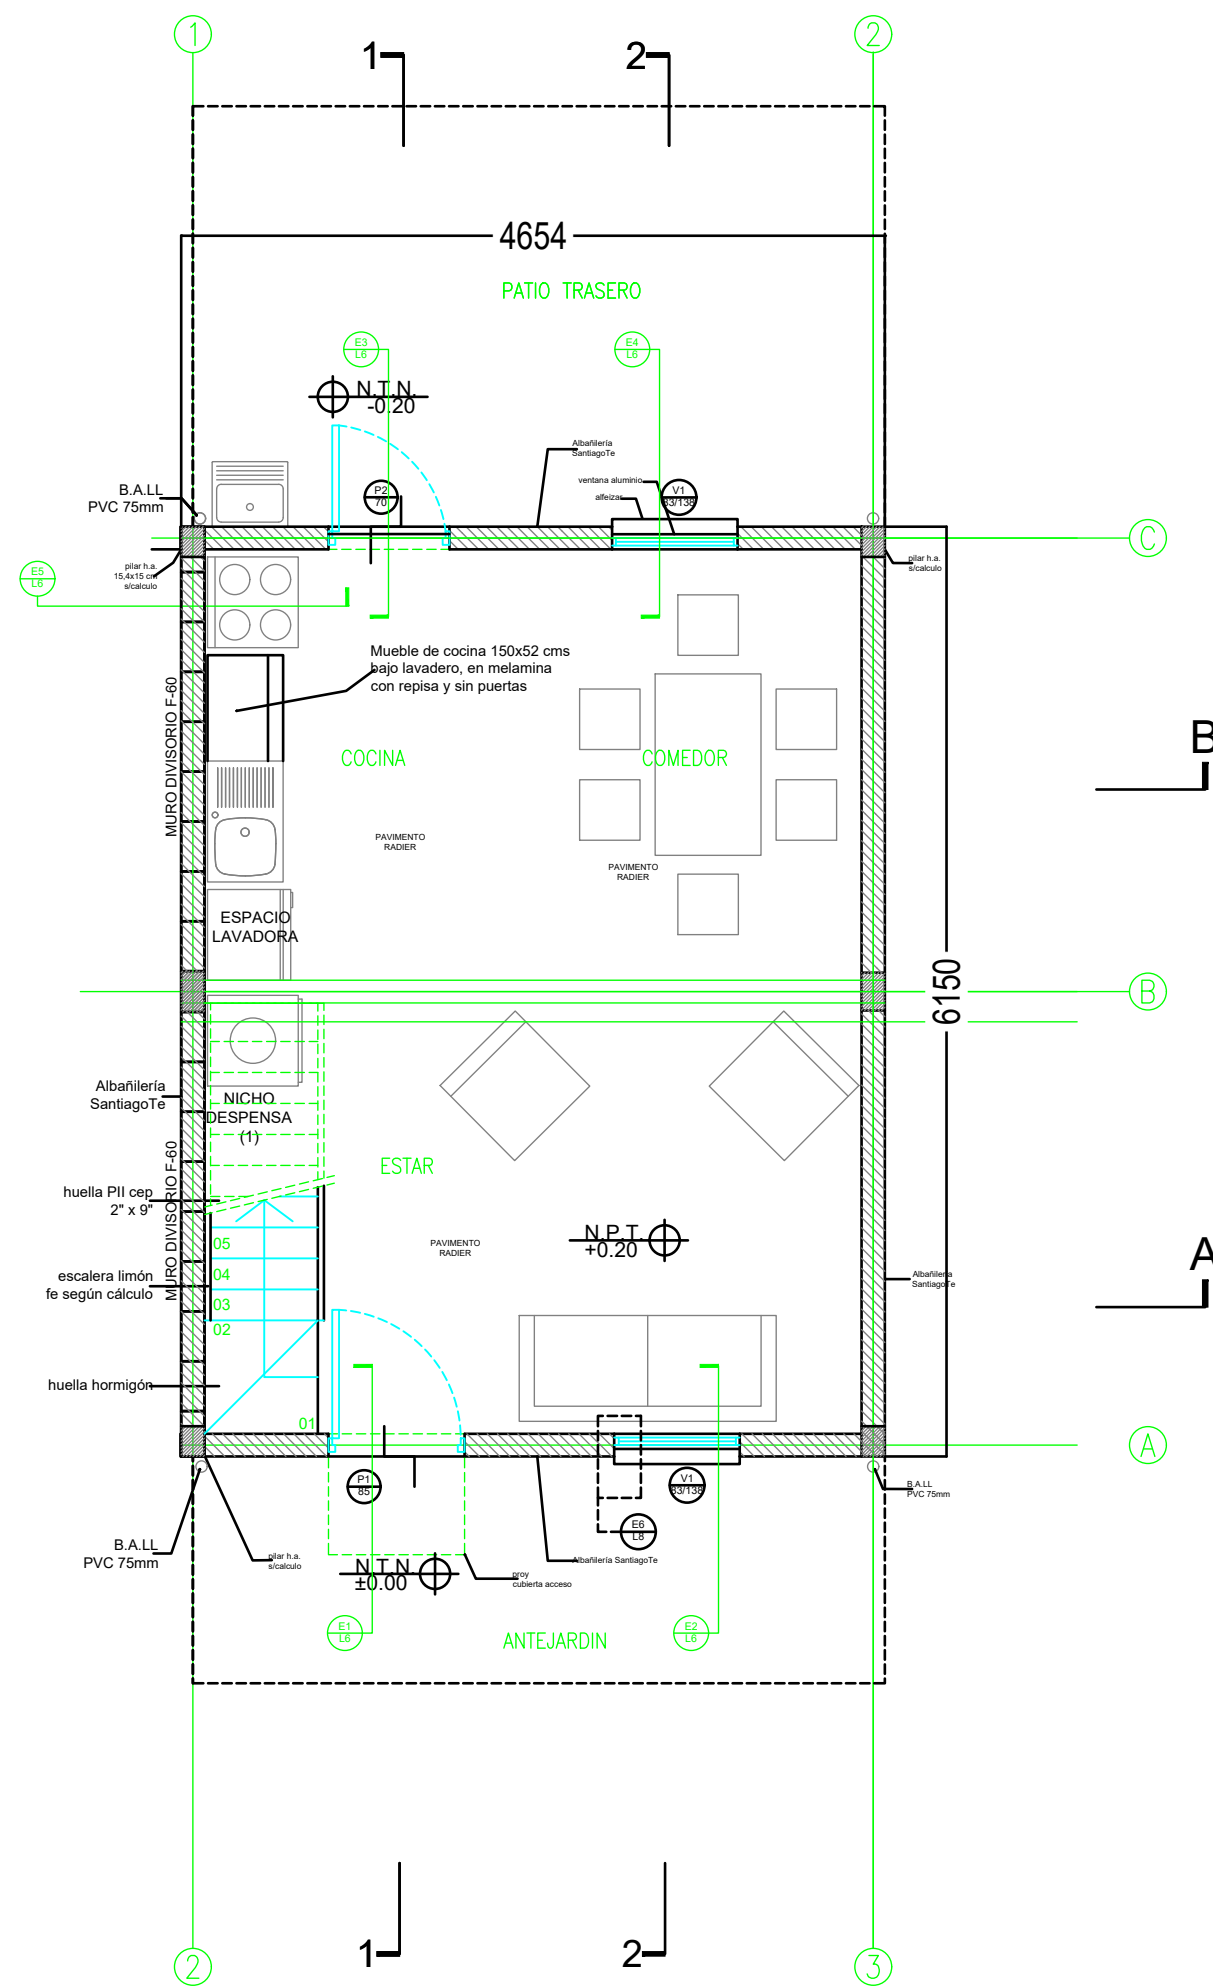 1
2
1
2
4654
PATIO TRASERO
E3
L6
E4
L6
N.T.N.
-0.20
Albañilería
SantiagoTe
ventana aluminio
alfeizar
B.A.LL
PVC 75mm
P2
70
V1
83/138
C
pilar h.a.
15,4x15 cm
s/calculo
pilar h.a.
s/calculo
E5
L6
Mueble de cocina 150x52 cms
bajo lavadero, en melamina
con repisa y sin puertas
MURO DIVISORIO F-60
COCINA
COMEDOR
B
PAVIMENTO
RADIER
PAVIMENTO
RADIER
ESPACIO
LAVADORA
6150
B
Albañilería
SantiagoTe
NICHO
DESPENSA
(1)
MURO DIVISORIO F-60
ESTAR
huella PII cep
2" x 9"
N.P.T.
+0.20
PAVIMENTO
RADIER
A
05
04
03
02
escalera limón
fe según cálculo
Albañilería
SantiagoTe
huella hormigón
01
A
P1
85
V1
83/138
B.A.LL
PVC 75mm
E6
L8
B.A.LL
PVC 75mm
pilar h.a.
s/calculo
Albañilería SantiagoTe
N.T.N.
±0.00
proy
cubierta acceso
E1
L6
E2
L6
ANTEJARDIN
1
2
2
3